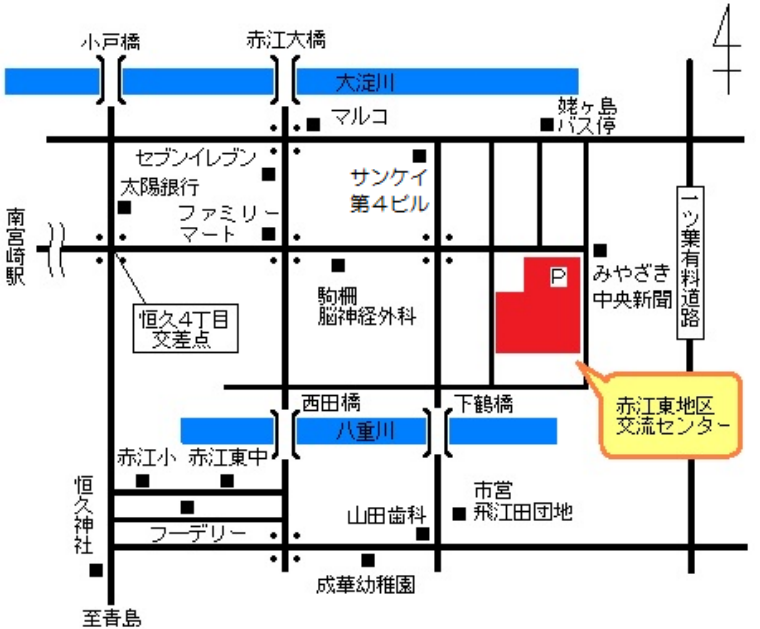 小戸橋
赤江大橋
大淀川
マルコ
姥ヶ島
バス停
セブンイレブン
サンケイ
第4ビル
太陽銀行
ファミリー
マート
南宮崎駅
一ツ葉有料道路
P
みやざき
中央新聞
駒柵
脳神経外科
恒久4丁目
交差点
赤江東地区
交流センター
西田橋
下鶴橋
八重川
赤江小
赤江東中
恒久神社
市営
飛江田団地
山田歯科
フーデリー
成華幼稚園
至青島